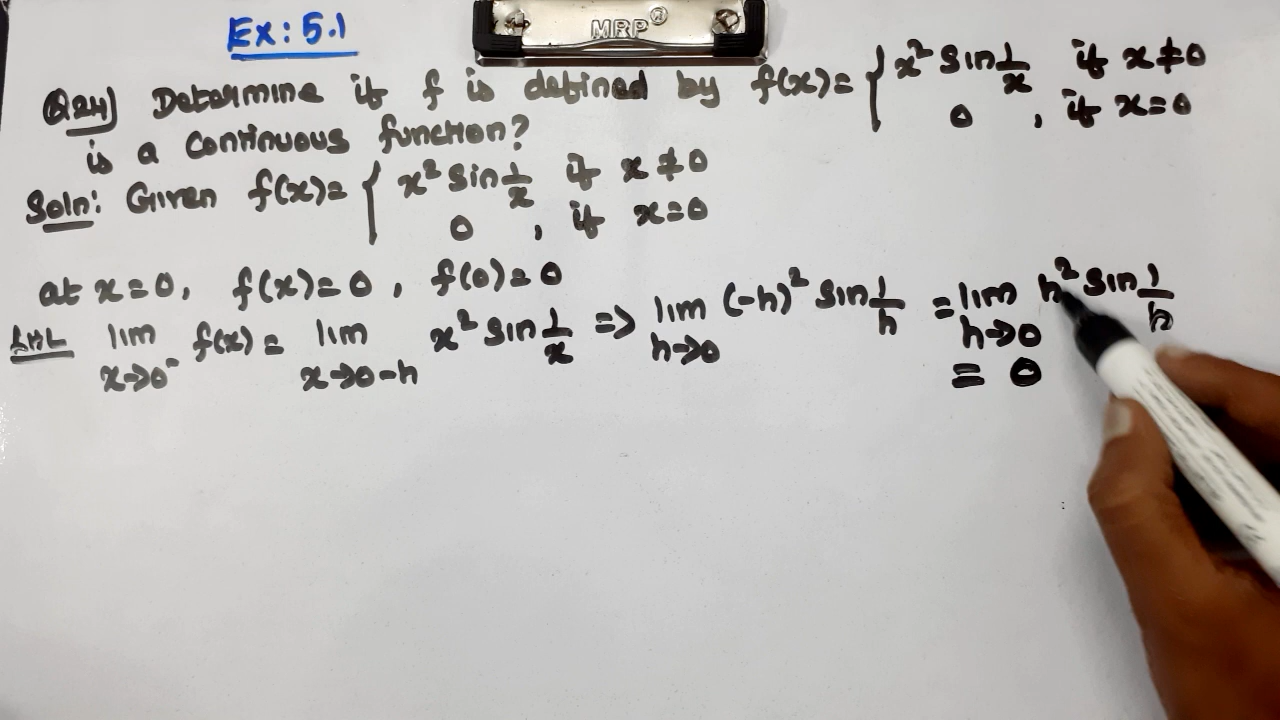 Ex: 5.1
MRP®
Q24) Determine if f is defined by f(x)= { x² sin 1/x if x≠0
0 , if x=0
is a continuous function?
Soln: Given f(x)= { x² sin 1/x if x≠0
0 , if x=0
at x=0, f(x)=0, f(0)=0
LHL lim x→0⁻ f(x) = lim x→0-h x² sin 1/x => lim h→0 (-h)² sin 1/h = lim h→0 h² sin 1/h
= 0